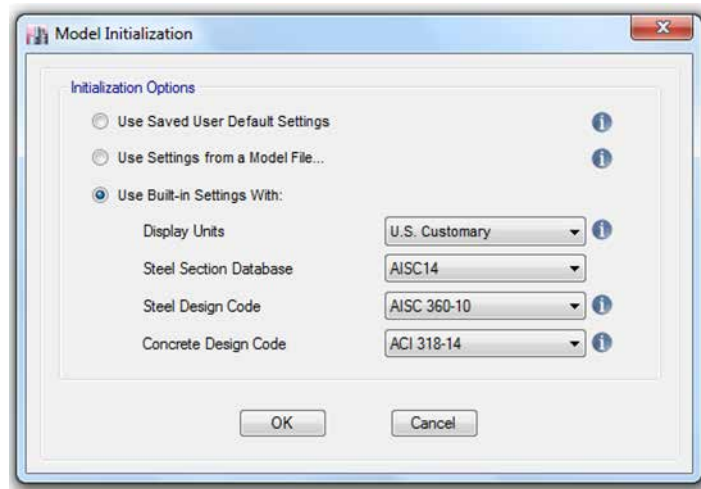 Model Initialization
Initialization Options
Use Saved User Default Settings
Use Settings from a Model File...
Use Built-in Settings With:
Display Units U.S. Customary
Steel Section Database AISC14
Steel Design Code AISC 360-10
Concrete Design Code ACI 318-14
OK Cancel